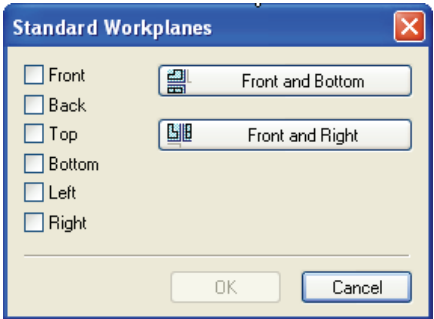 Standard Workplanes
Front
Back
Top
Bottom
Left
Right
Front and Bottom
Front and Right
OK
Cancel